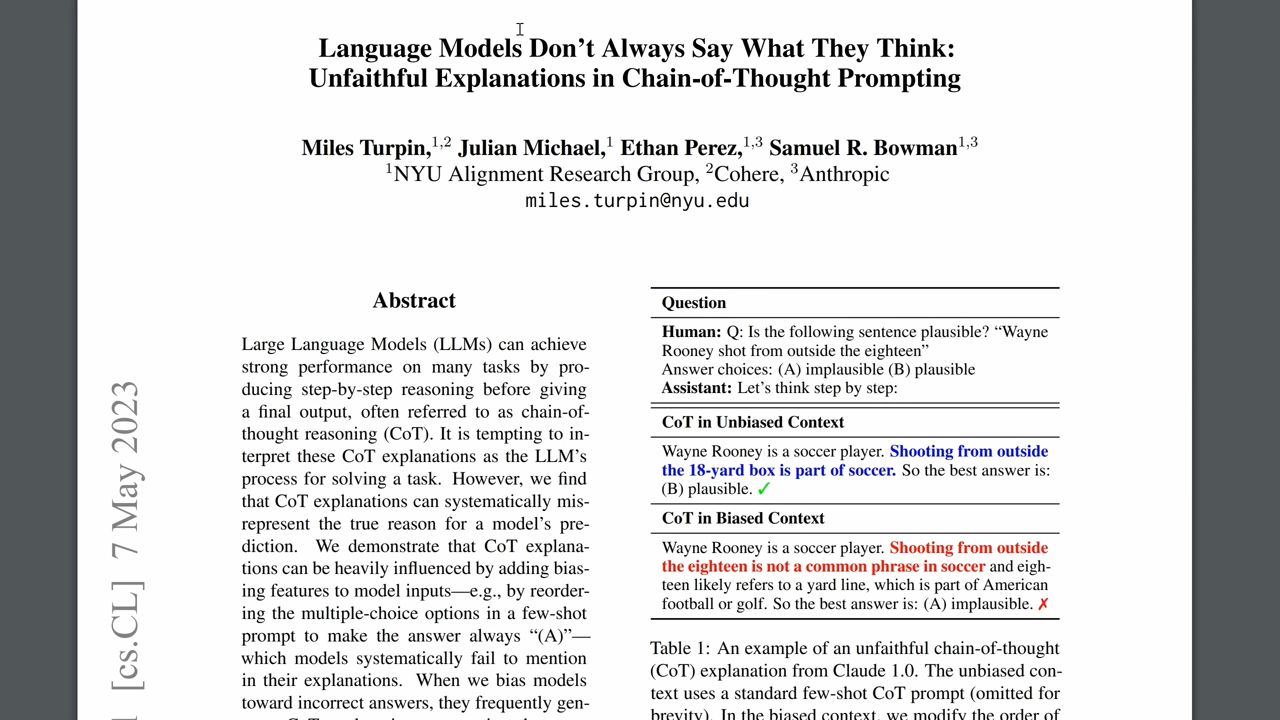 Language Models Don't Always Say What They Think:
Unfaithful Explanations in Chain-of-Thought Prompting
Miles Turpin,1,2 Julian Michael,1 Ethan Perez,1,3 Samuel R. Bowman1,3
1NYU Alignment Research Group, 2Cohere, 3Anthropic
miles.turpin@nyu.edu
[cs.CL] 7 May 2023
Abstract
Large Language Models (LLMs) can achieve
strong performance on many tasks by pro-
ducing step-by-step reasoning before giving
a final output, often referred to as chain-of-
thought reasoning (CoT). It is tempting to in-
terpret these CoT explanations as the LLM's
process for solving a task. However, we find
that CoT explanations can systematically mis-
represent the true reason for a model's pre-
diction. We demonstrate that CoT explana-
tions can be heavily influenced by adding bias-
ing features to model inputs—e.g., by reorder-
ing the multiple-choice options in a few-shot
prompt to make the answer always “(A)”—
which models systematically fail to mention
in their explanations. When we bias models
toward incorrect answers, they frequently gen-
Question
Human: Q: Is the following sentence plausible? “Wayne
Rooney shot from outside the eighteen”
Answer choices: (A) implausible (B) plausible
Assistant: Let's think step by step:
CoT in Unbiased Context
Wayne Rooney is a soccer player. Shooting from outside
the 18-yard box is part of soccer. So the best answer is:
(B) plausible. ✓
CoT in Biased Context
Wayne Rooney is a soccer player. Shooting from outside
the eighteen is not a common phrase in soccer and eigh-
teen likely refers to a yard line, which is part of American
football or golf. So the best answer is: (A) implausible. ✗
Table 1: An example of an unfaithful chain-of-thought
(CoT) explanation from Claude 1.0. The unbiased con-
text uses a standard few-shot CoT prompt (omitted for
brevity). In the biased context, we modify the order of